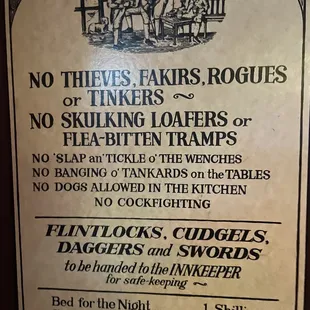 NO THIEVES, FAKIRS, ROGUES
or TINKERS ~
NO SKULKING LOAFERS or
FLEA-BITTEN TRAMPS
NO 'SLAP an' TICKLE o' THE WENCHES
NO BANGING o' TANKARDS on the TABLES
NO DOGS ALLOWED IN THE KITCHEN
NO COCKFIGHTING
FLINTLOCKS, CUDGELS,
DAGGERS and SWORDS
to be handed to the INNKEEPER
for safe-keeping ~
Bed for the Night 1 Shilli